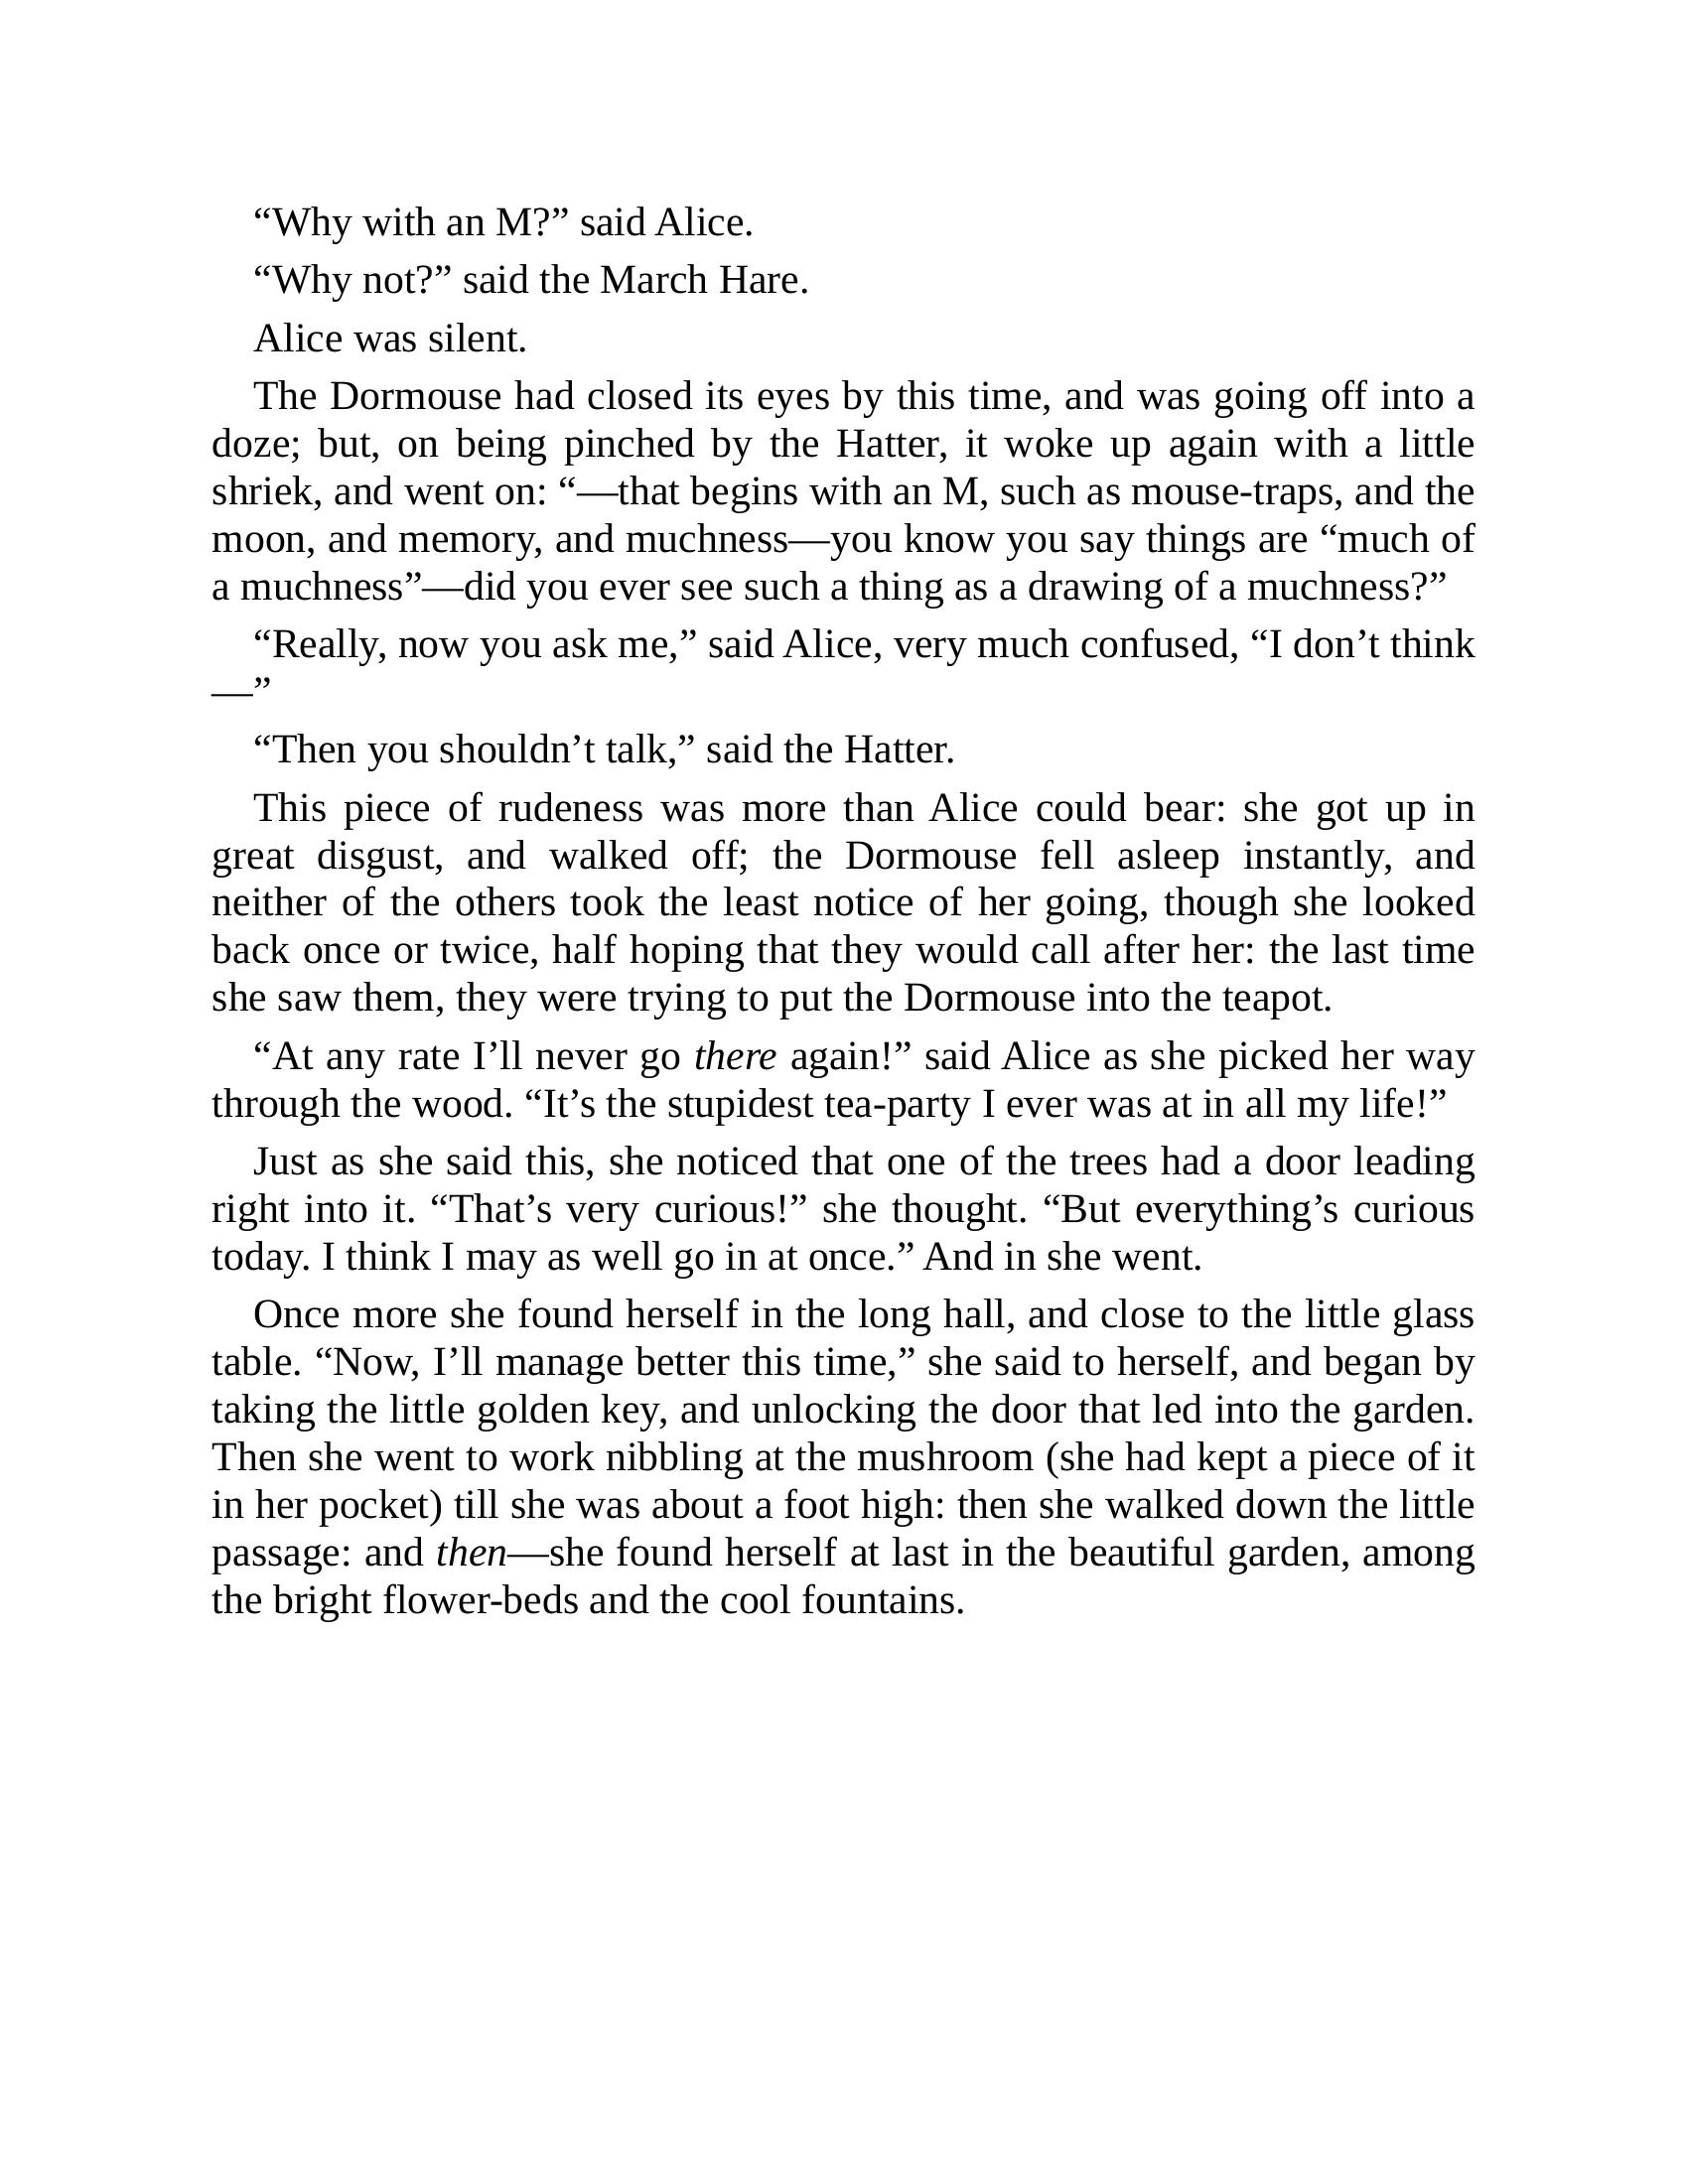 “Why with an M?” said Alice.
“Why not?” said the March Hare.
Alice was silent.
The Dormouse had closed its eyes by this time, and was going off into a
doze; but, on being pinched by the Hatter, it woke up again with a little
shriek, and went on: “—that begins with an M, such as mouse-traps, and the
moon, and memory, and muchness—you know you say things are “much of
a muchness”—did you ever see such a thing as a drawing of a muchness?”
“Really, now you ask me,” said Alice, very much confused, “I don’t think
—”
“Then you shouldn’t talk,” said the Hatter.
This piece of rudeness was more than Alice could bear: she got up in
great disgust, and walked off; the Dormouse fell asleep instantly, and
neither of the others took the least notice of her going, though she looked
back once or twice, half hoping that they would call after her: the last time
she saw them, they were trying to put the Dormouse into the teapot.
“At any rate I’ll never go there again!” said Alice as she picked her way
through the wood. “It’s the stupidest tea-party I ever was at in all my life!”
Just as she said this, she noticed that one of the trees had a door leading
right into it. “That’s very curious!” she thought. “But everything’s curious
today. I think I may as well go in at once.” And in she went.
Once more she found herself in the long hall, and close to the little glass
table. “Now, I’ll manage better this time,” she said to herself, and began by
taking the little golden key, and unlocking the door that led into the garden.
Then she went to work nibbling at the mushroom (she had kept a piece of it
in her pocket) till she was about a foot high: then she walked down the little
passage: and then—she found herself at last in the beautiful garden, among
the bright flower-beds and the cool fountains.